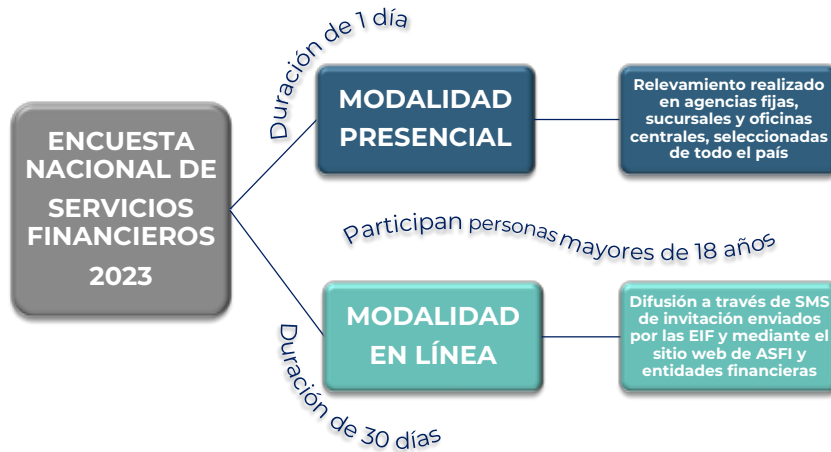 Duración de 1 día
ENCUESTA
NACIONAL DE
SERVICIOS
FINANCIEROS
2023
MODALIDAD
PRESENCIAL
Relevamiento realizado
en agencias fijas,
sucursales y oficinas
centrales, seleccionadas
de todo el país
Participan personas mayores de 18 años
MODALIDAD
EN LÍNEA
Difusión a través de SMS
de invitación enviados
por las EIF y mediante el
sitio web de ASFI y
entidades financieras
Duración de 30 días